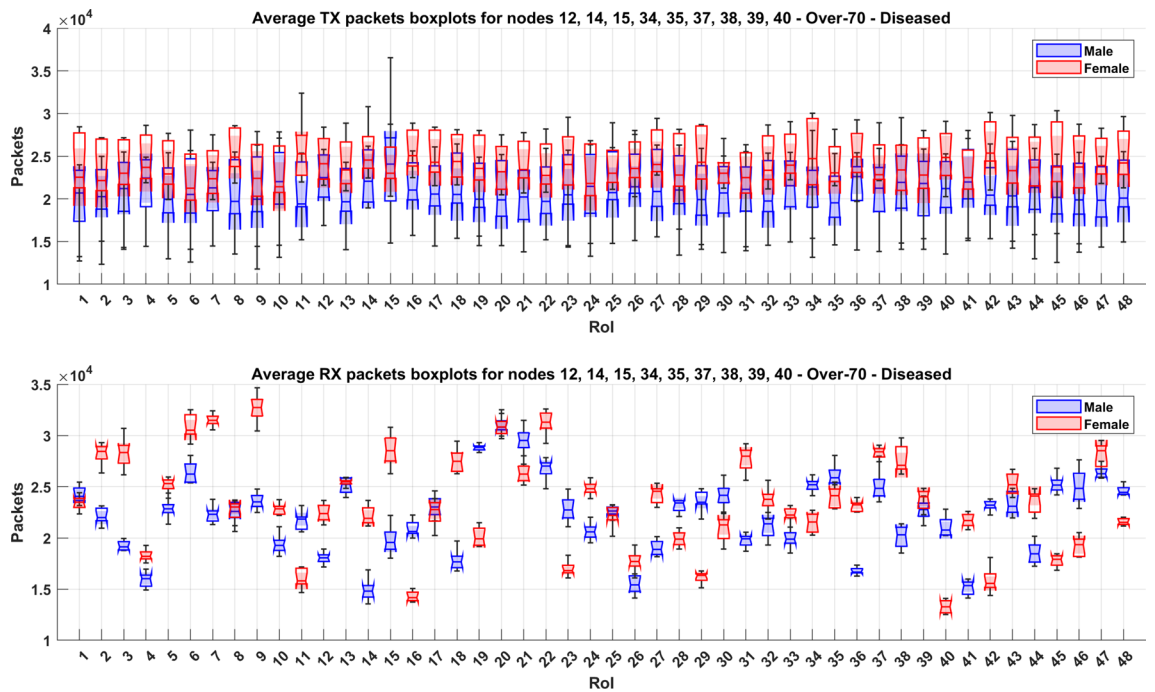 Average TX packets boxplots for nodes 12, 14, 15, 34, 35, 37, 38, 39, 40 - Over-70 - Diseased
×10⁴
4
3.5
3
2.5
2
1.5
1
Packets
Male
Female
1 2 3 4 5 6 7 8 9 10 11 12 13 14 15 16 17 18 19 20 21 22 23 24 25 26 27 28 29 30 31 32 33 34 35 36 37 38 39 40 41 42 43 44 45 46 47 48
RoI
Average RX packets boxplots for nodes 12, 14, 15, 34, 35, 37, 38, 39, 40 - Over-70 - Diseased
×10⁴
3.5
3
2.5
2
1.5
1
Packets
Male
Female
1 2 3 4 5 6 7 8 9 10 11 12 13 14 15 16 17 18 19 20 21 22 23 24 25 26 27 28 29 30 31 32 33 34 35 36 37 38 39 40 41 42 43 44 45 46 47 48
RoI